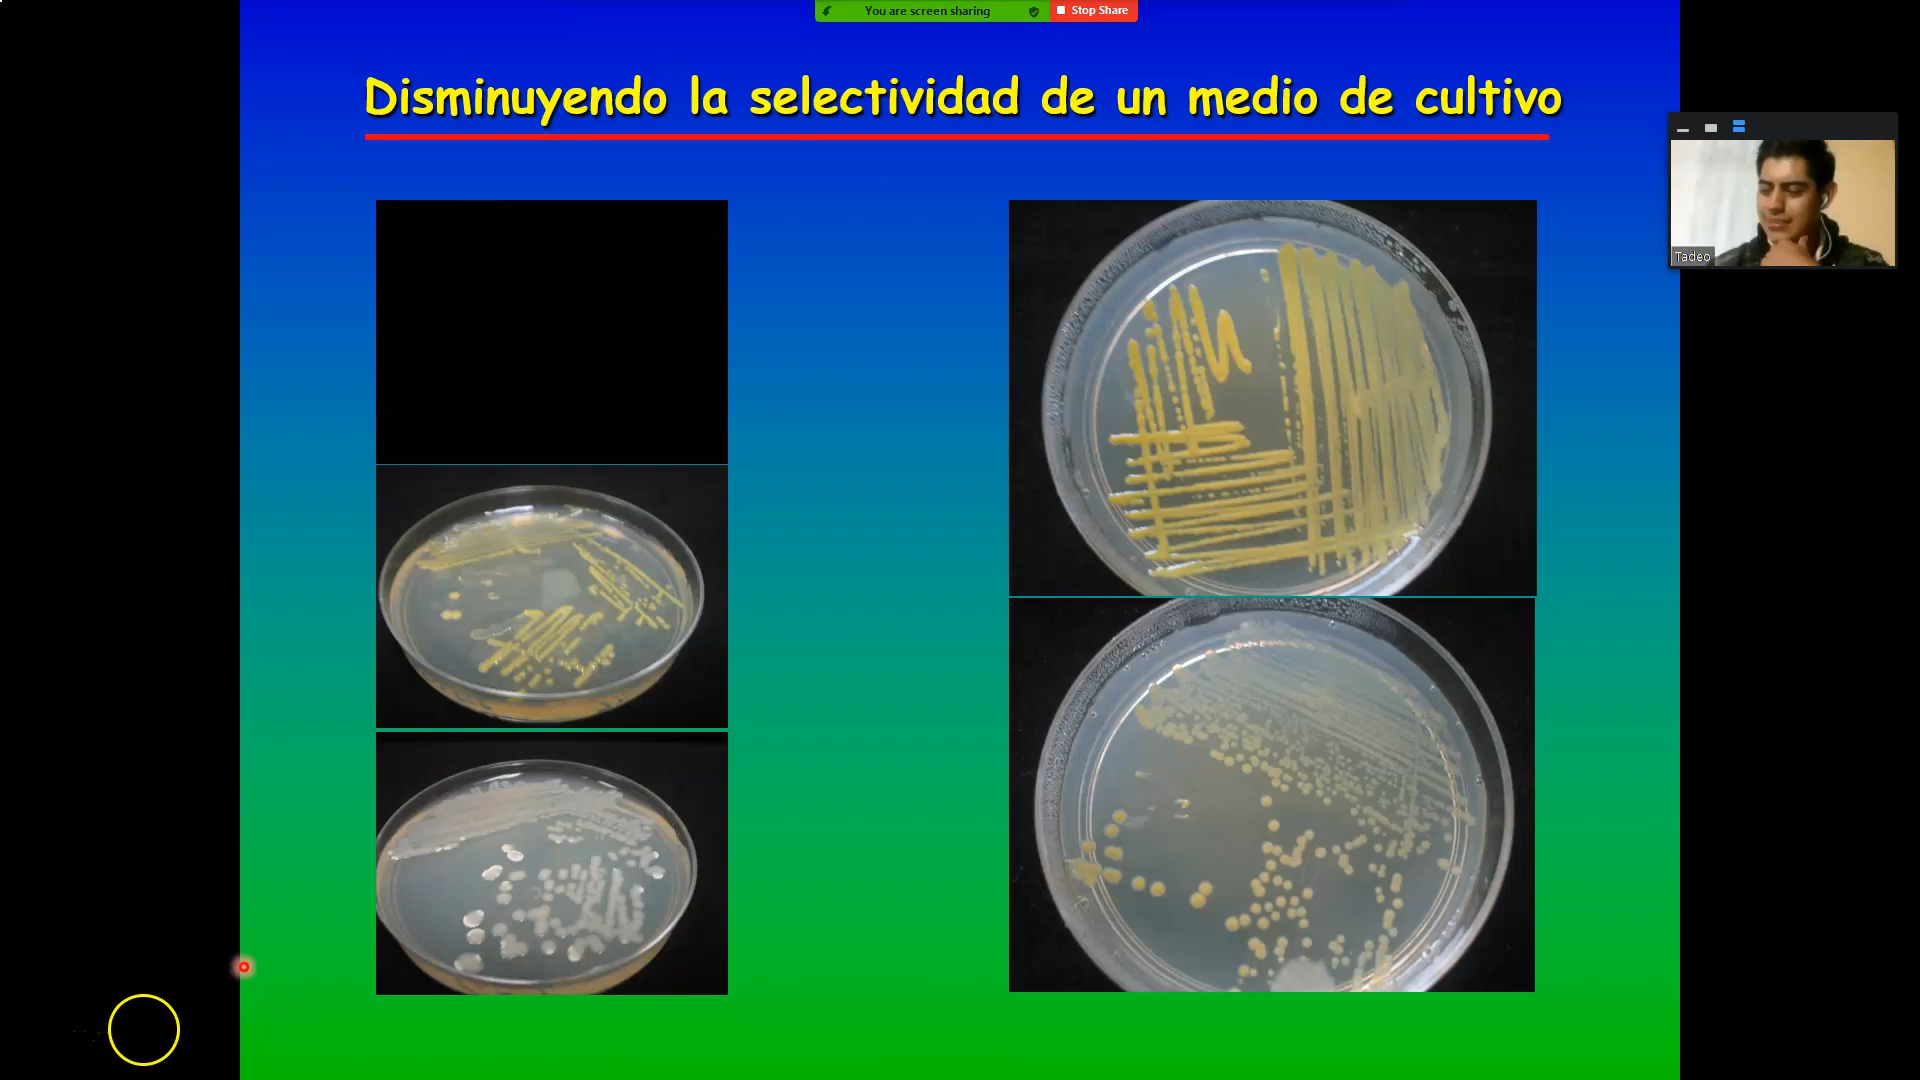 You are screen sharing
Stop Share
Disminuyendo la selectividad de un medio de cultivo
Tadeo